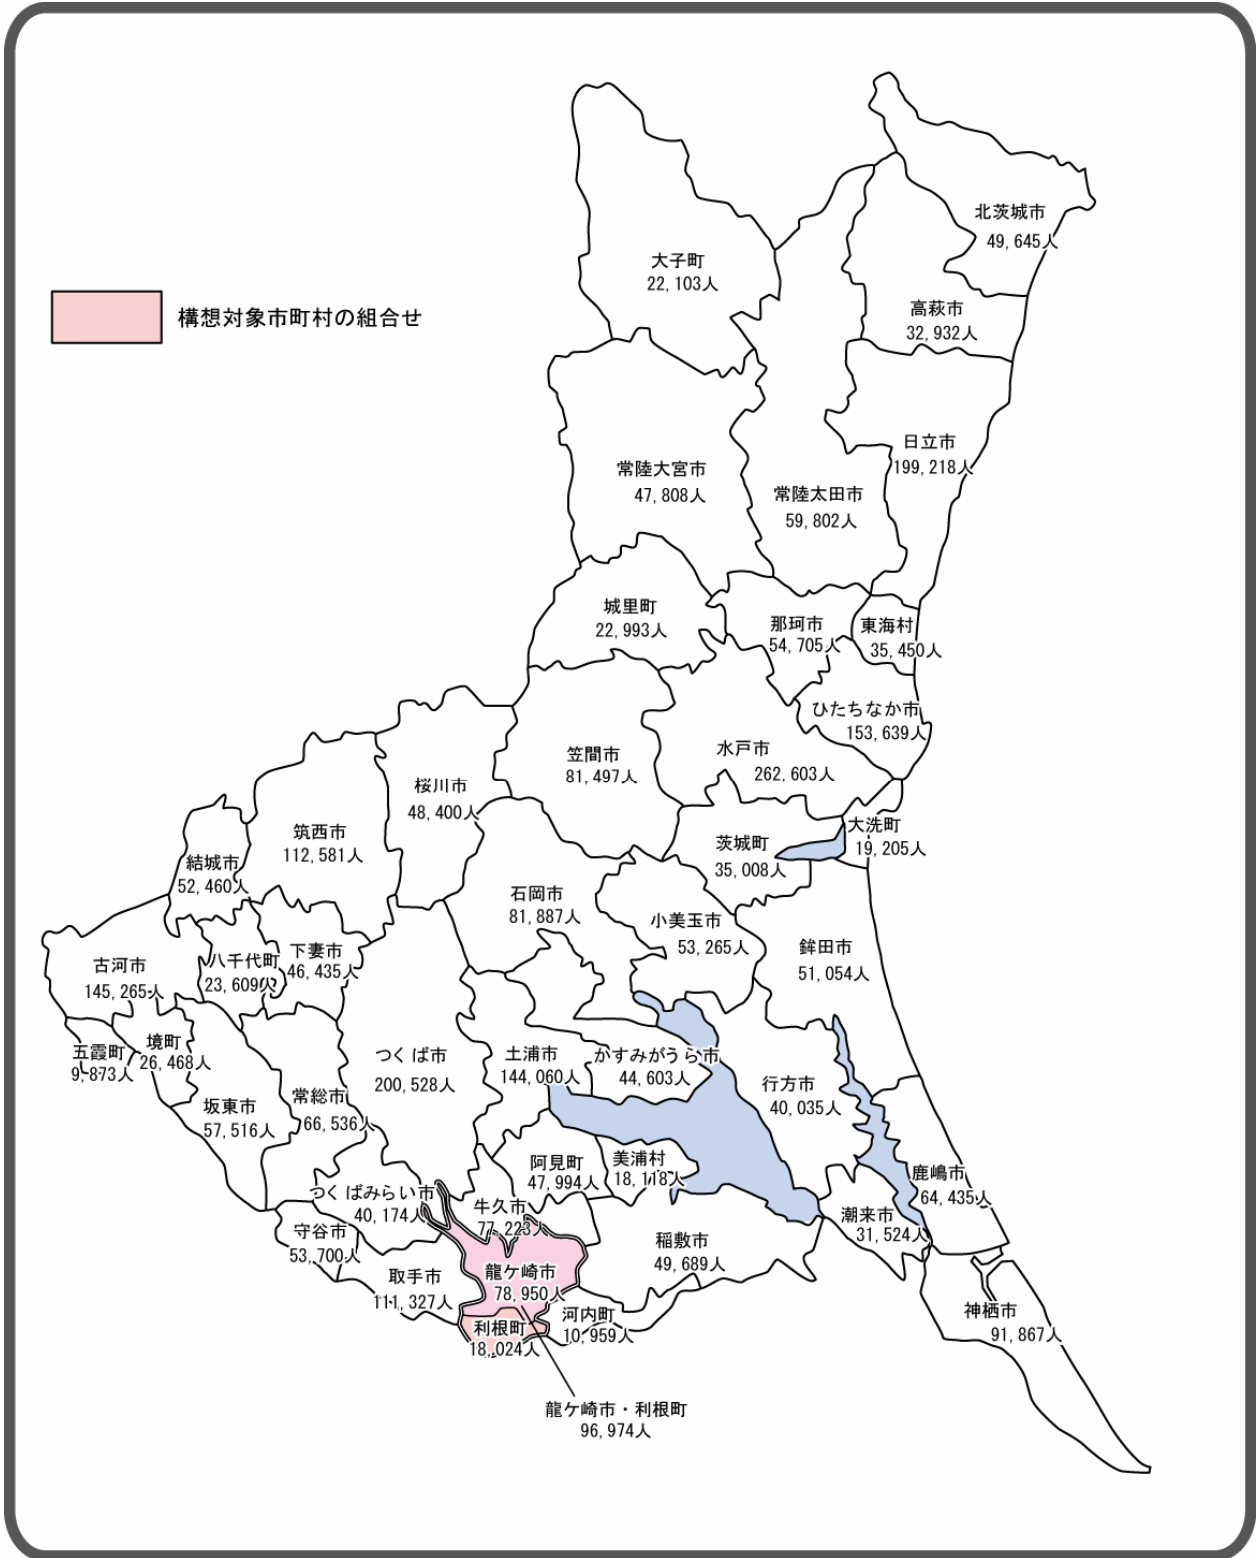 北茨城市
49,645人
大子町
22,103人
高萩市
32,932人
構想対象市町村の組合せ
日立市
199,218人
常陸大宮市
47,808人
常陸太田市
59,802人
城里町
22,993人
那珂市
54,705人
東海村
35,450人
ひたちなか市
153,639人
水戸市
262,603人
笠間市
81,497人
桜川市
48,400人
筑西市
112,581人
結城市
52,460人
茨城町
35,008人
大洗町
19,205人
石岡市
81,887人
小美玉市
53,265人
鉾田市
51,054人
古河市
145,265人
八千代町
23,609人
下妻市
46,435人
五霞町
9,873人
境町
26,468人
坂東市
57,516人
常総市
66,536人
つくば市
200,528人
土浦市
144,060人
かすみがうら市
44,603人
行方市
40,035人
阿見町
47,994人
美浦村
18,118人
鹿嶋市
64,435人
つくばみらい市
40,174人
牛久市
77,223人
潮来市
31,524人
守谷市
53,700人
稲敷市
49,689人
取手市
111,327人
龍ケ崎市
78,950人
河内町
10,959人
利根町
18,024人
神栖市
91,867人
龍ケ崎市・利根町
96,974人